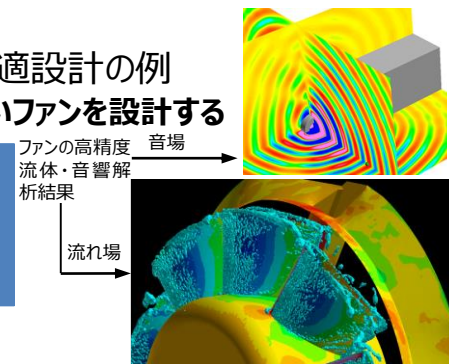 適設計の例
いファンを設計する
ファンの高精度
流体・音響解
析結果
音場
流れ場